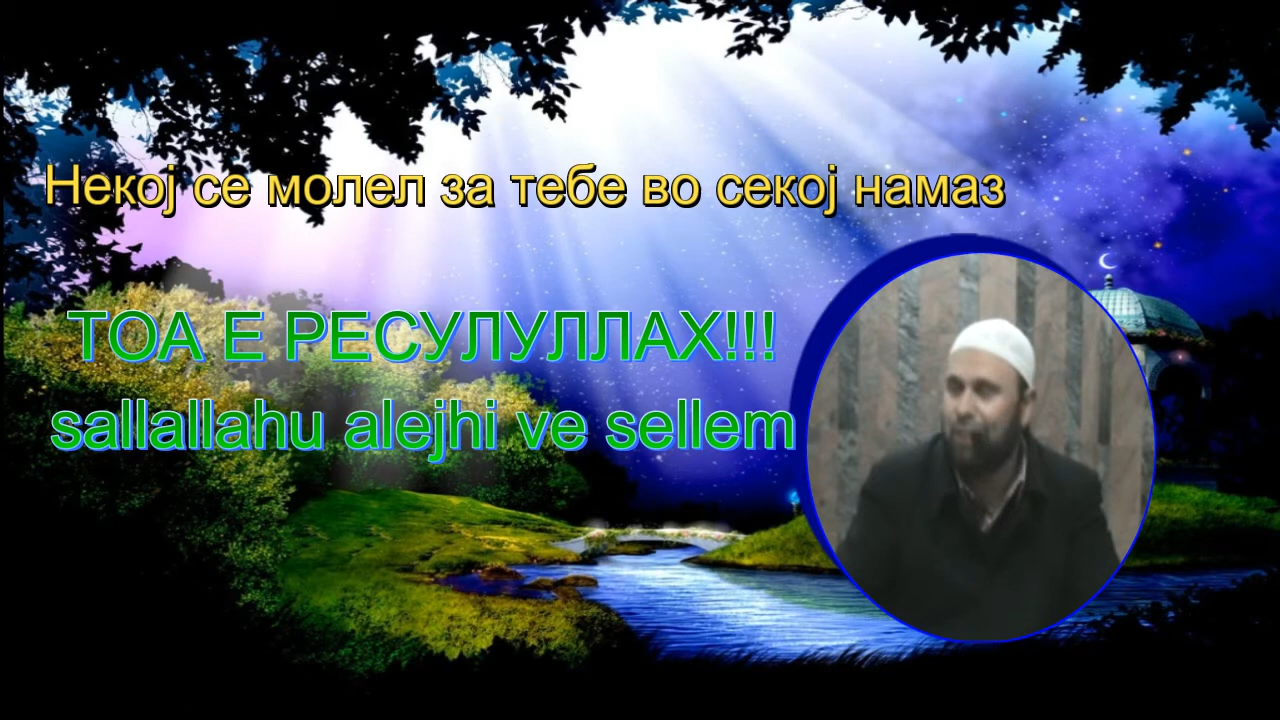 Некој се молел за тебе во секој намаз
ТОА Е РЕСУЛУЛЛАХ!!!
sallallahu alejhi ve sellem